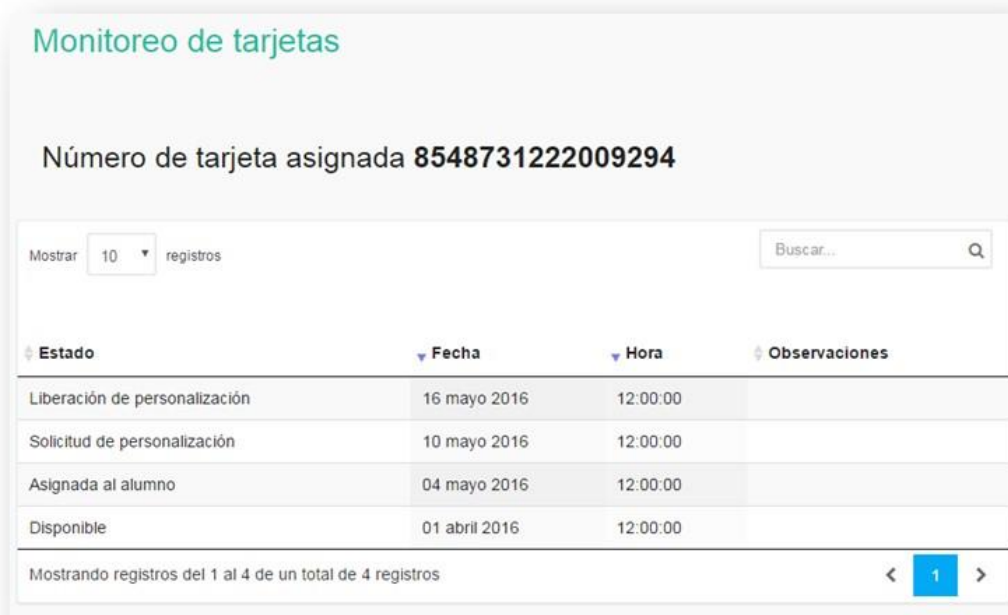 Monitoreo de tarjetas
Número de tarjeta asignada 8548731222009294
Mostrar 10 registros Buscar...
Estado Fecha Hora Observaciones
Liberación de personalización 16 mayo 2016 12:00:00
Solicitud de personalización 10 mayo 2016 12:00:00
Asignada al alumno 04 mayo 2016 12:00:00
Disponible 01 abril 2016 12:00:00
Mostrando registros del 1 al 4 de un total de 4 registros 1